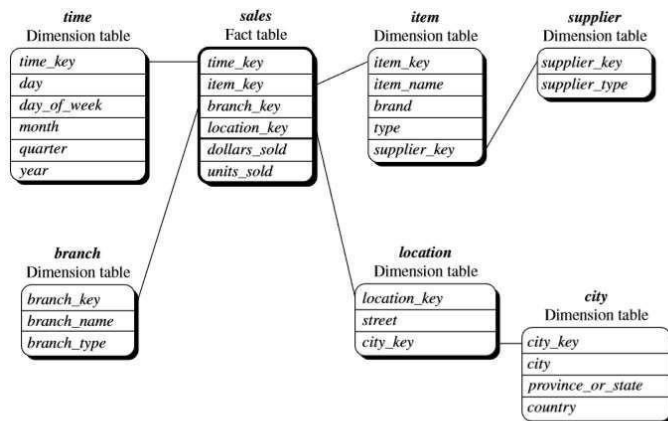 time
Dimension table
time_key
day
day_of_week
month
quarter
year
sales
Fact table
time_key
item_key
branch_key
location_key
dollars_sold
units_sold
item
Dimension table
item_key
item_name
brand
type
supplier_key
supplier
Dimension table
supplier_key
supplier_type
branch
Dimension table
branch_key
branch_name
branch_type
location
Dimension table
location_key
street
city_key
city
Dimension table
city_key
city
province_or_state
country